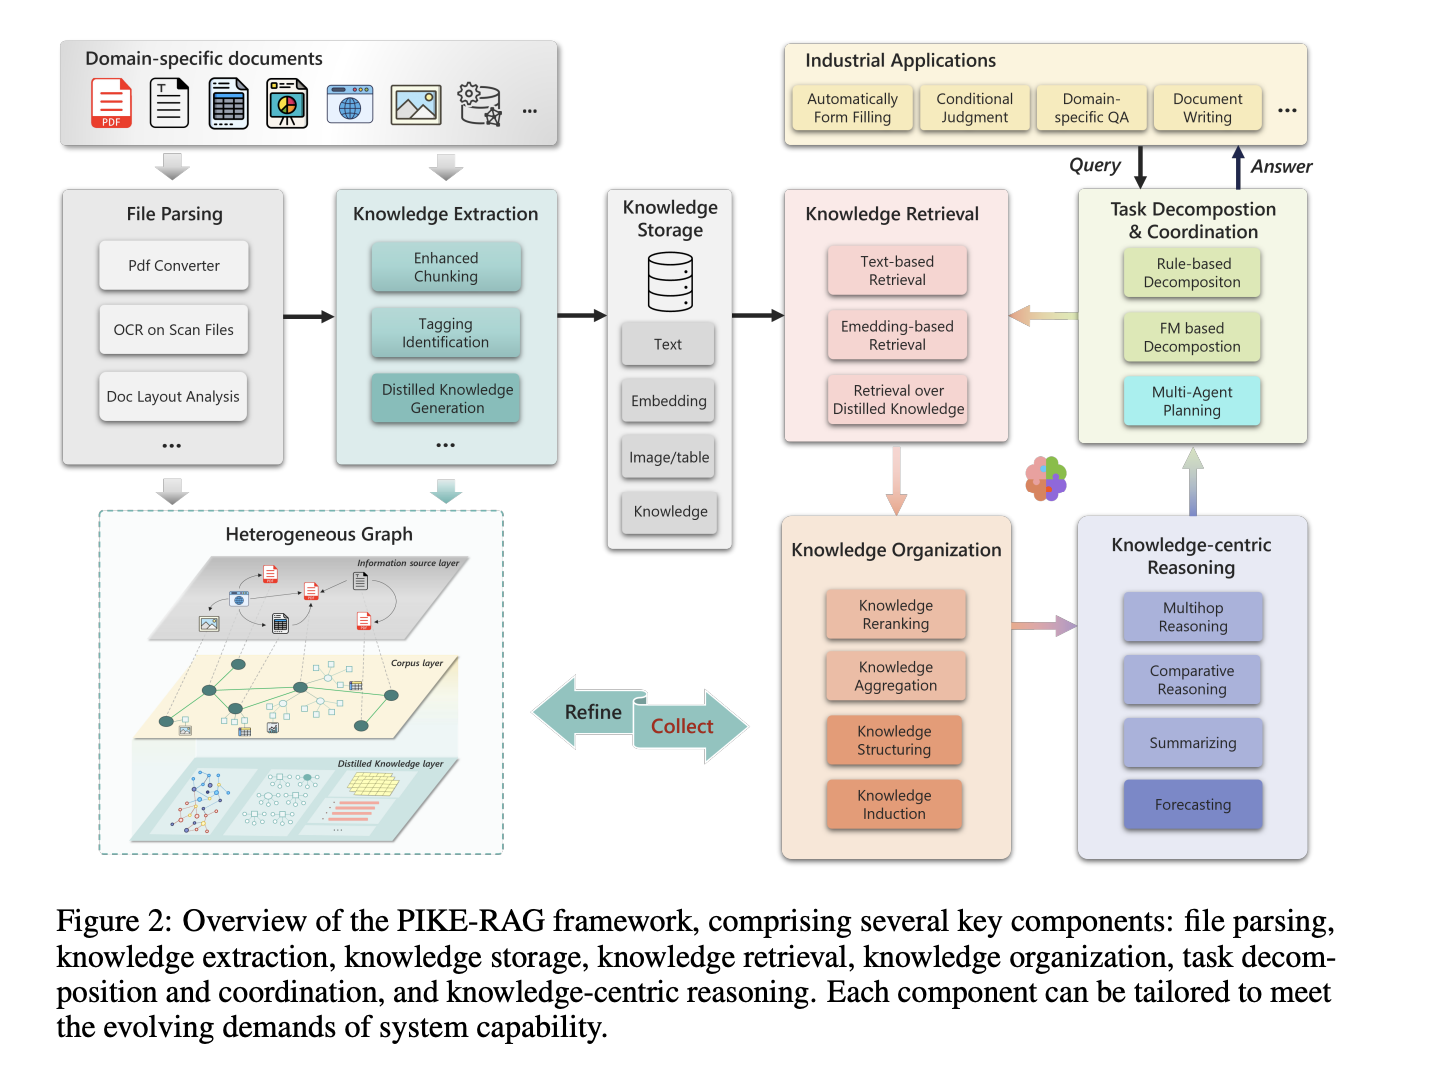 Domain-specific documents
PDF
T
...
Industrial Applications
Automatically
Form Filling
Conditional
Judgment
Domain-
specific QA
Document
Writing
...
Query
Answer
File Parsing
Pdf Converter
OCR on Scan Files
Doc Layout Analysis
...
Knowledge Extraction
Enhanced
Chunking
Tagging
Identification
Distilled Knowledge
Generation
...
Knowledge
Storage
Text
Embedding
Image/table
Knowledge
Knowledge Retrieval
Text-based
Retrieval
Emedding-based
Retrieval
Retrieval over
Distilled Knowledge
Task Decompostion
& Coordination
Rule-based
Decompositon
FM based
Decompostion
Multi-Agent
Planning
Heterogeneous Graph
Information source layer
PDF
PDF
PDF
Corpus layer
Distilled Knowledge layer
...
Refine
Collect
Knowledge Organization
Knowledge
Reranking
Knowledge
Aggregation
Knowledge
Structuring
Knowledge
Induction
Knowledge-centric
Reasoning
Multihop
Reasoning
Comparative
Reasoning
Summarizing
Forecasting
Figure 2: Overview of the PIKE-RAG framework, comprising several key components: file parsing,
knowledge extraction, knowledge storage, knowledge retrieval, knowledge organization, task decom-
position and coordination, and knowledge-centric reasoning. Each component can be tailored to meet
the evolving demands of system capability.